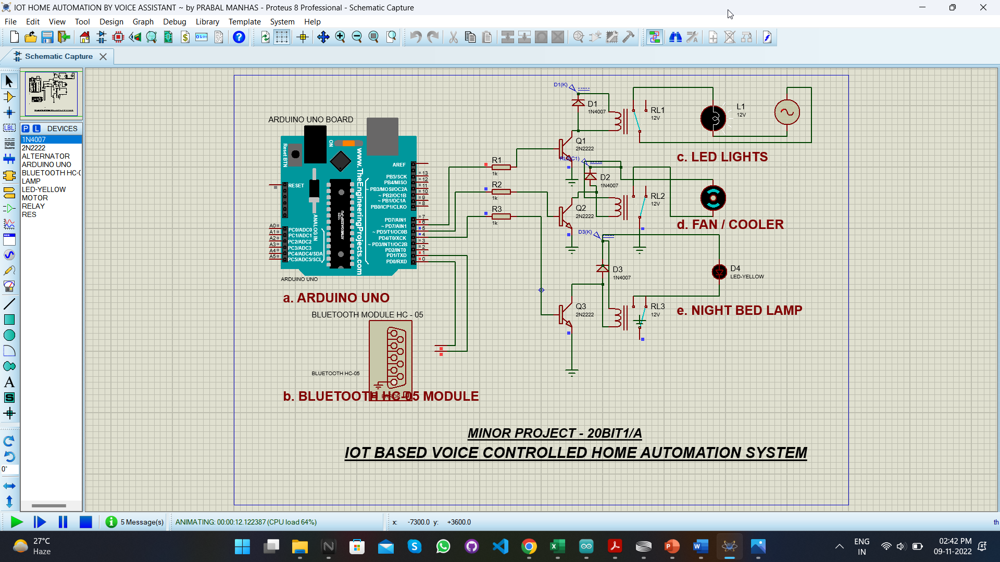 IOT HOME AUTOMATION BY VOICE ASSISTANT ~ by PRABAL MANHAS - Proteus 8 Professional - Schematic Capture
File Edit View Tool Design Graph Debug Library Template System Help
Schematic Capture
P L DEVICES
1N4007
2N2222
ALTERNATOR
ARDUINO UNO
BLUETOOTH HC-0
LAMP
LED-YELLOW
MOTOR
RELAY
RES
LBL
A
S
0°
ARDUINO UNO BOARD
Reset BTN
ON
www.TheEngineeringProjects.com
1121
ATMEGA328P-PU
ANALOG IN
RESET
A0 PC0/ADC0
A1 PC1/ADC1
A2 PC2/ADC2
A3 PC3/ADC3
A4 PC4/ADC4/SDA
A5 PC5/ADC5/SCL
AREF
PB5/SCK 13
PB4/MISO 12
~ PB3/MOSI/OC2A 11
~ PB2/OC1B 10
~ PB1/OC1A 9
PB0/ICP1/CLKO 8
PD7/AIN1 7
~ PD7/AIN1 6
~ PD5/T1/OC0B 5
PD4/T0/XCK 4
~ PD3/INT1/OC2B 3
PD2/INT0 2
PD1/TXD 1
PD0/RXD 0
ARDUINO UNO
a. ARDUINO UNO
BLUETOOTH MODULE HC - 05
BLUETOOTH HC-05
ERROR
b. BLUETOOTH HC-05 MODULE
R1
1k
R2
1k
R3
1k
D1(K)
D1
1N4007
Q1
2N2222
RL1
12V
L1
12V
c. LED LIGHTS
RL2(C1)
D2
1N4007
Q2
2N2222
RL2
12V
d. FAN / COOLER
D3(K)
D3
1N4007
Q3
2N2222
RL3
12V
D4
LED-YELLOW
e. NIGHT BED LAMP
MINOR PROJECT - 20BIT1/A
IOT BASED VOICE CONTROLLED HOME AUTOMATION SYSTEM
5 Message(s) ANIMATING: 00:00:12.122387 (CPU load 64%) x: -7300.0 y: +3600.0 th
27°C
Haze
ENG
IN
02:42 PM
09-11-2022